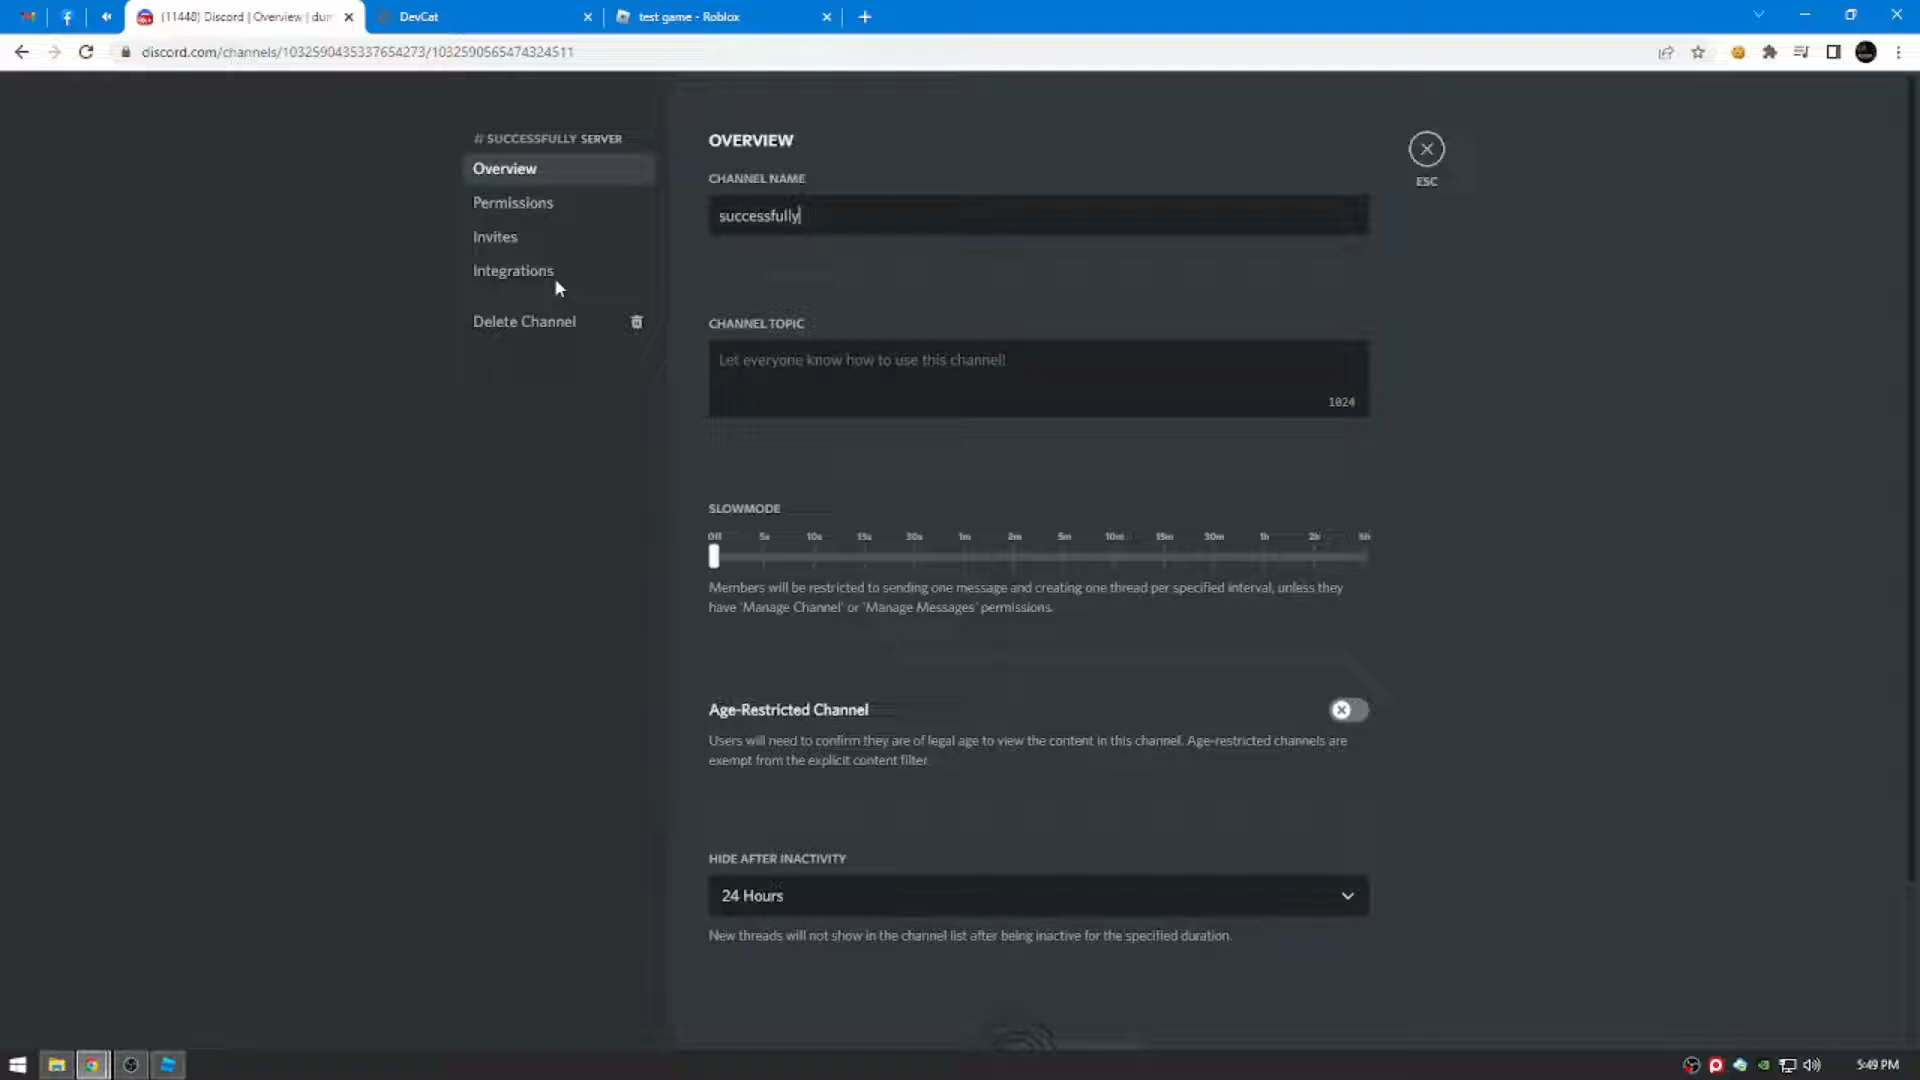 (11448) Discord | Overview | dum
DevCat
test game - Roblox
discord.com/channels/1032590435337654273/1032590565474324511
# SUCCESSFULLY SERVER
Overview
Permissions
Invites
Integrations
Delete Channel
OVERVIEW
CHANNEL NAME
successfully
ESC
CHANNEL TOPIC
Let everyone know how to use this channel!
1024
SLOWMODE
Off 5s 10s 15s 30s 1m 2m 5m 10m 15m 30m 1h 2h 6h
Members will be restricted to sending one message and creating one thread per specified interval, unless they
have 'Manage Channel' or 'Manage Messages' permissions.
Age-Restricted Channel
Users will need to confirm they are of legal age to view the content in this channel. Age-restricted channels are
exempt from the explicit content filter.
HIDE AFTER INACTIVITY
24 Hours
New threads will not show in the channel list after being inactive for the specified duration.
5:49 PM